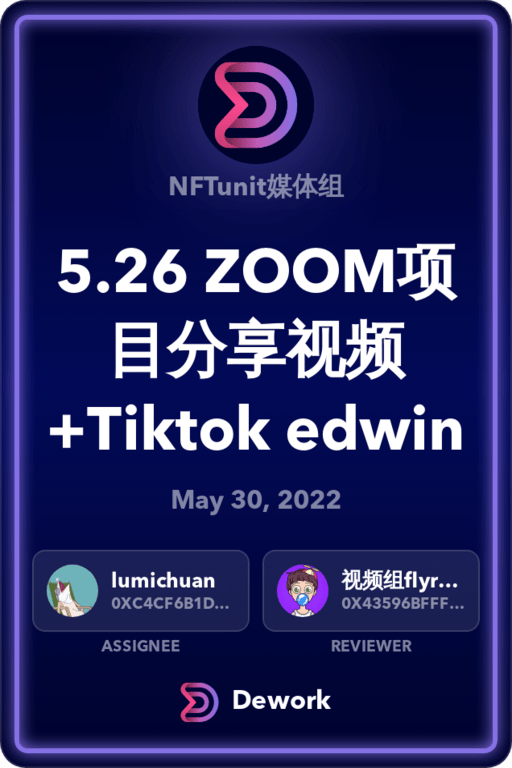 NFTunit媒体组
5.26 ZOOM项
目分享视频
+Tiktok edwin
May 30, 2022
lumichuan
0XC4CF6B1D...
ASSIGNEE
视频组flyr...
0X43596BFFF...
REVIEWER
Dework